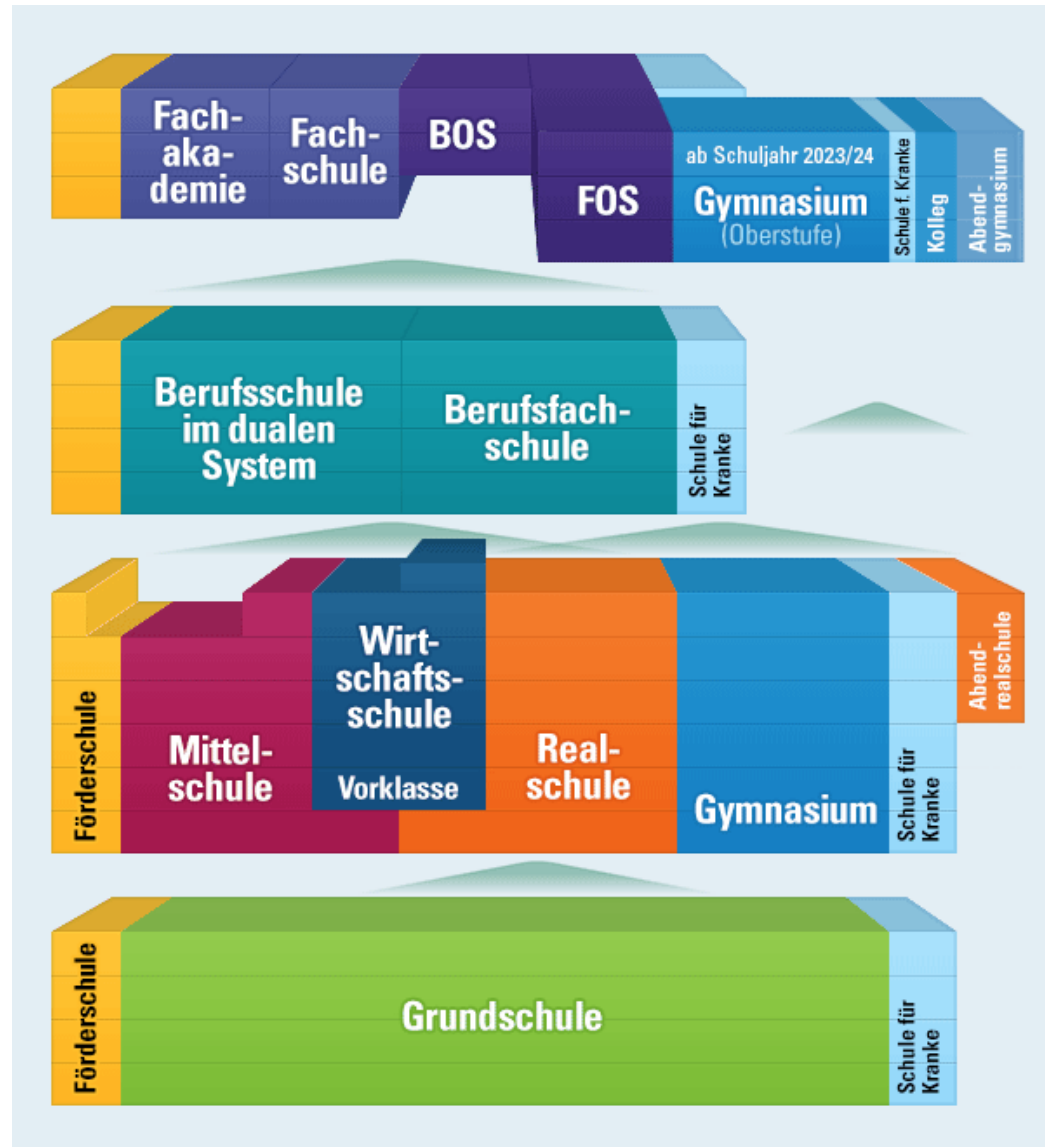 Fach-
aka-
demie
Fach-
schule
BOS
FOS
ab Schuljahr 2023/24
Gymnasium
(Oberstufe)
Schule f. Kranke
Kolleg
Abend-
gymnasium
Berufsschule
im dualen
System
Berufsfach-
schule
Schule für
Kranke
Förderschule
Mittel-
schule
Wirt-
schafts-
schule
Vorklasse
Real-
schule
Gymnasium
Schule für
Kranke
Abend-
realschule
Förderschule
Grundschule
Schule für
Kranke